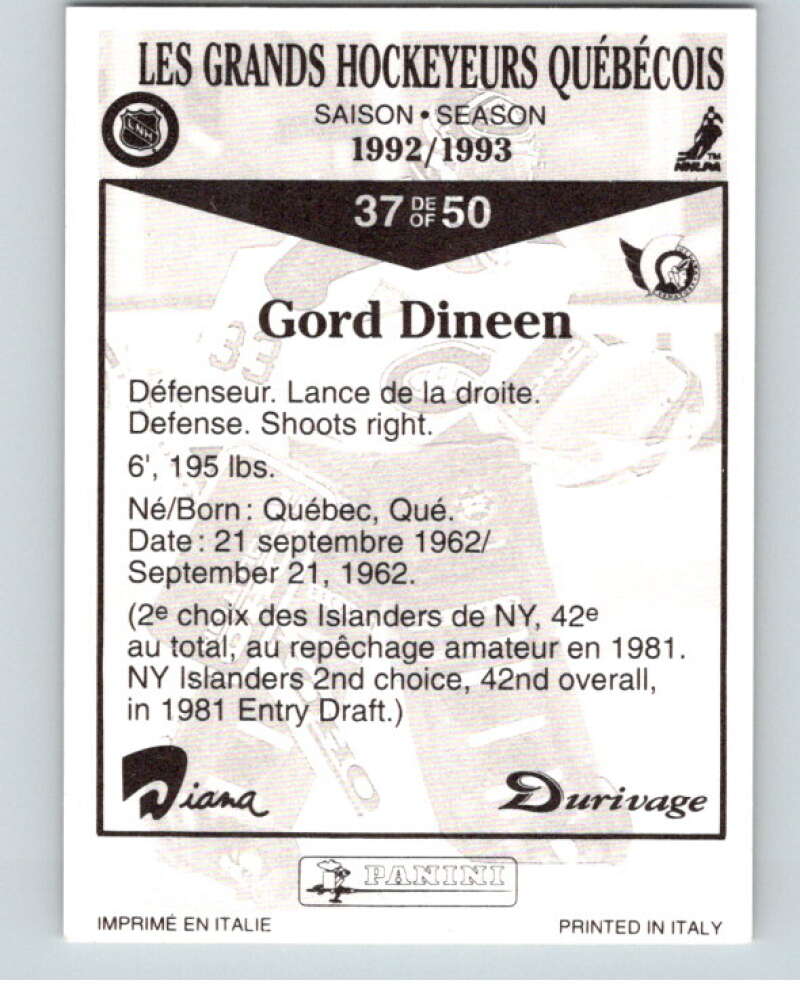 LES GRANDS HOCKEYEURS QUÉBÉCOIS
SAISON • SEASON
1992/1993
LNH
NHLPA
37 DE OF 50
Gord Dineen
Défenseur. Lance de la droite.
Defense. Shoots right.
6', 195 lbs.
Né/Born : Québec, Qué.
Date : 21 septembre 1962/
September 21, 1962.
(2e choix des Islanders de NY, 42e
au total, au repêchage amateur en 1981.
NY Islanders 2nd choice, 42nd overall,
in 1981 Entry Draft.)
Diana
Durivage
PANINI
IMPRIMÉ EN ITALIE
PRINTED IN ITALY